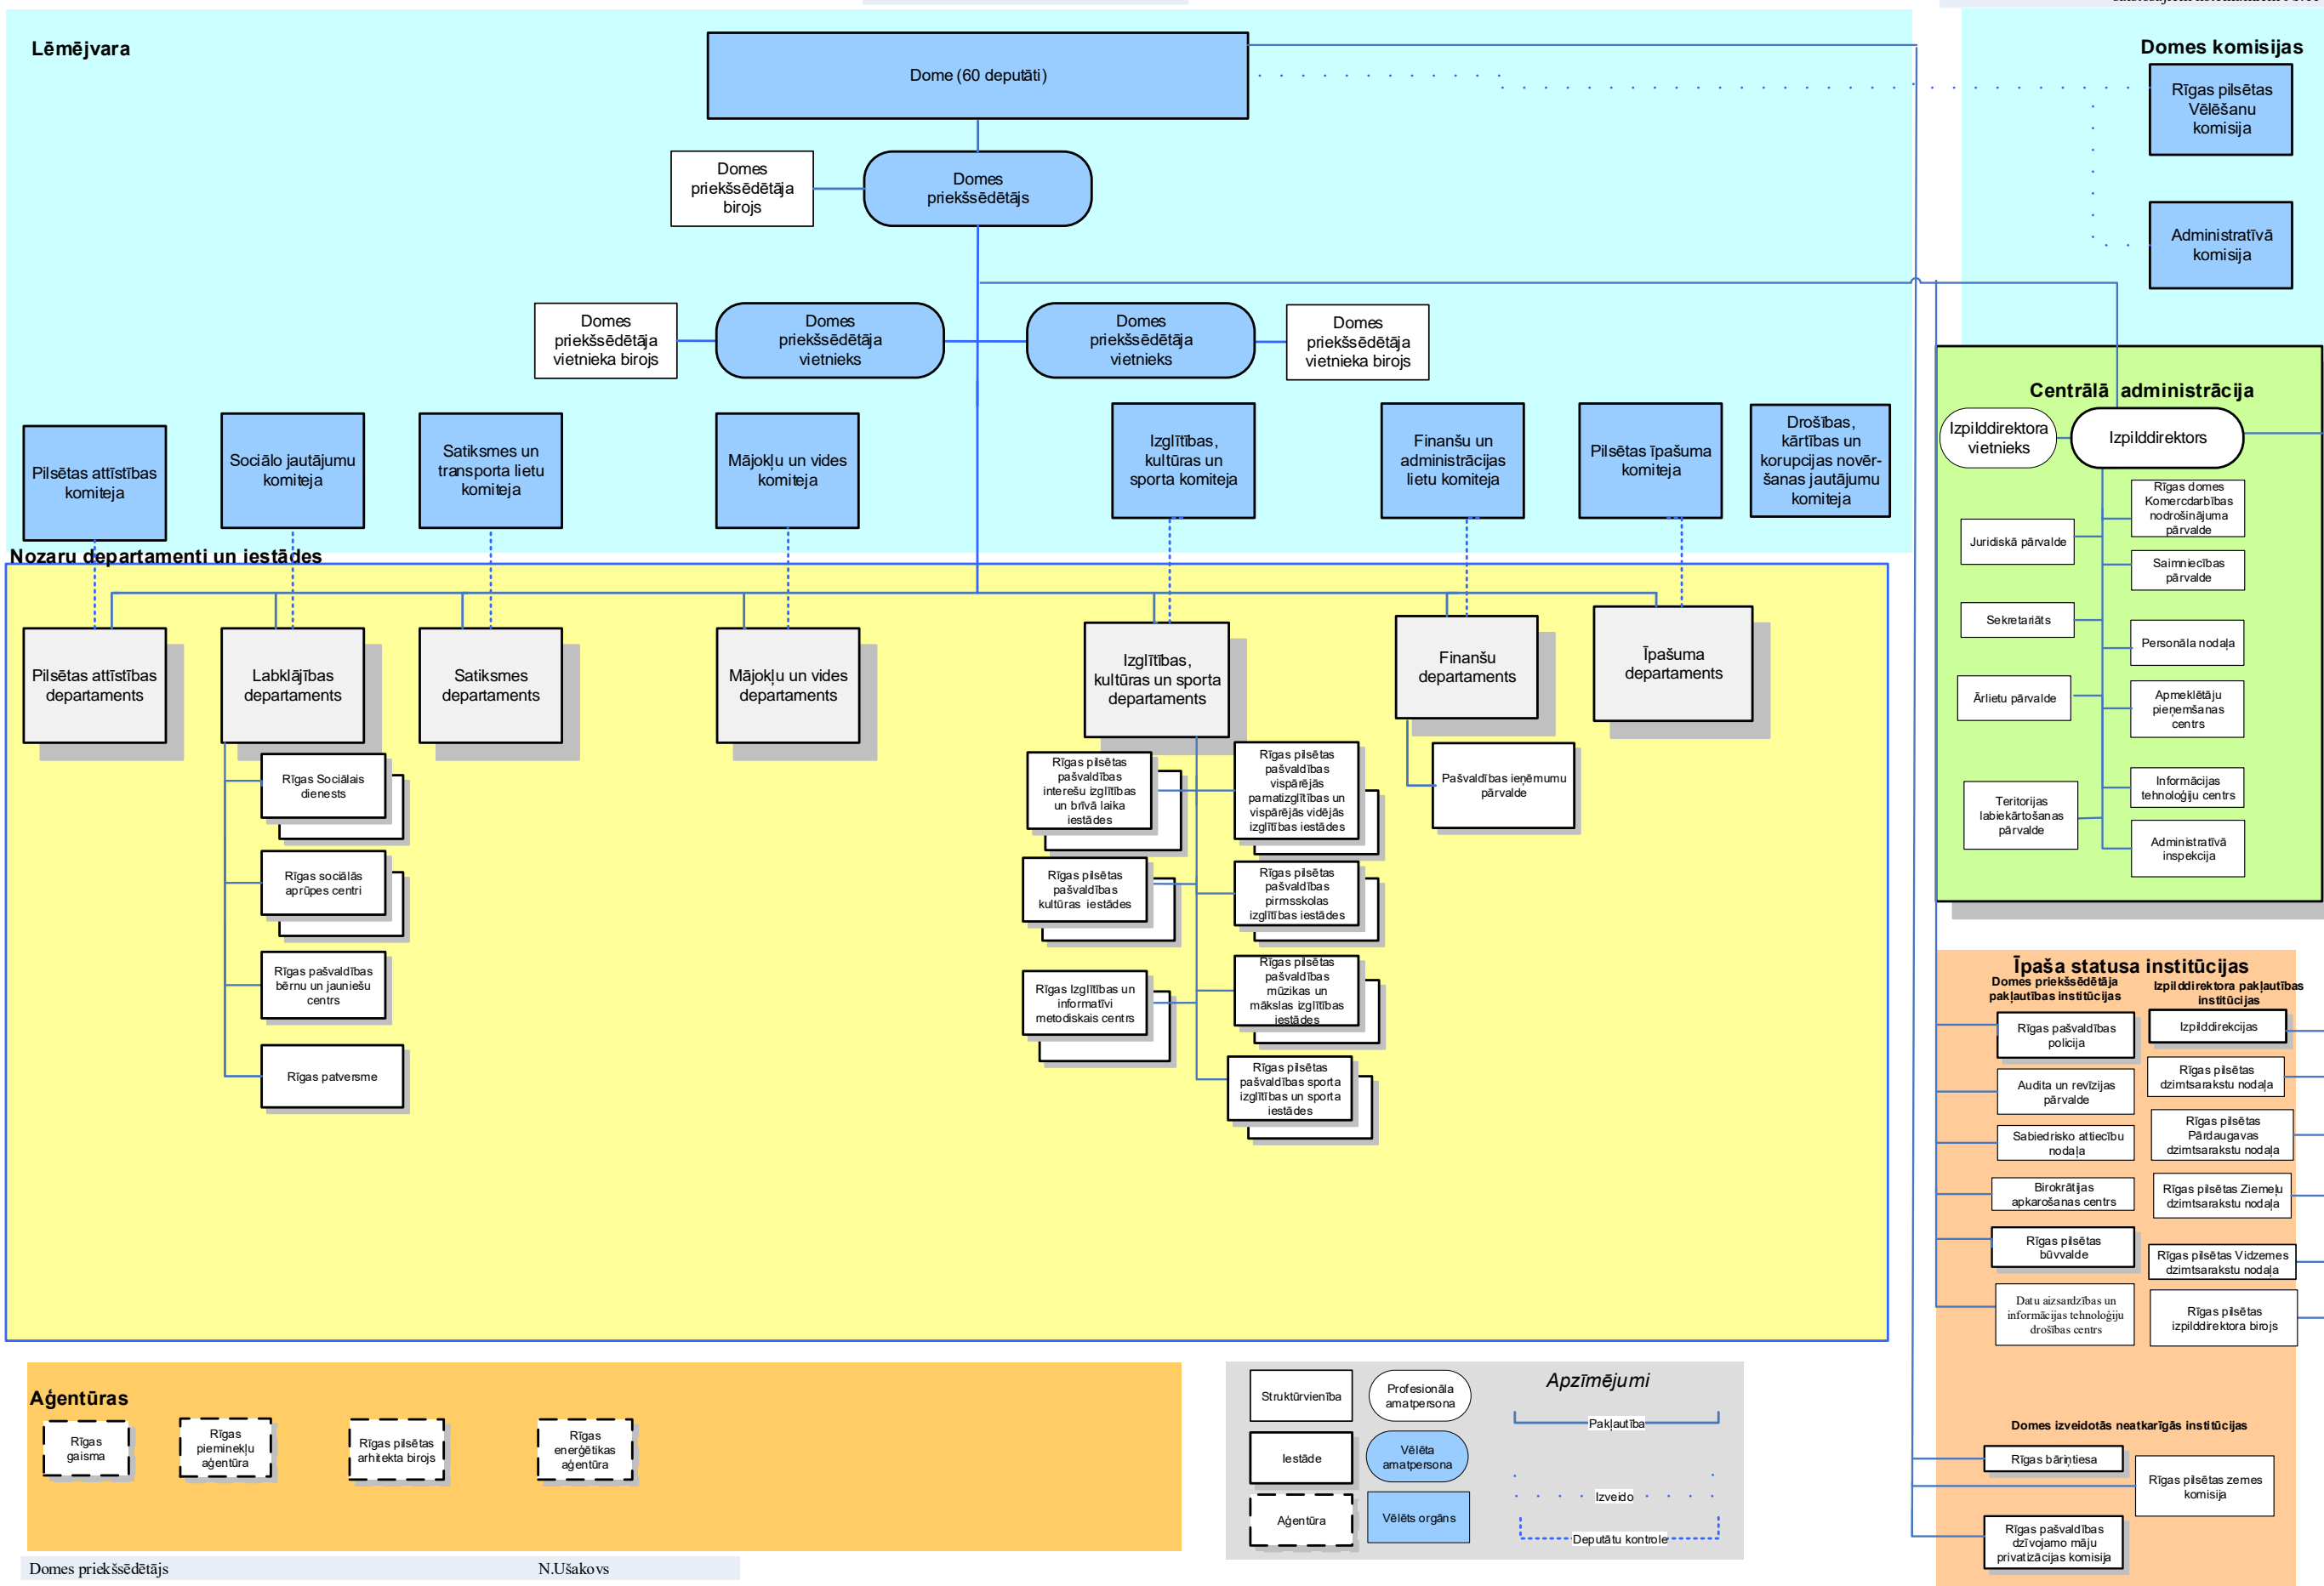 Lēmējvara
Dome (60 deputāti)
Domes
priekšsēdētāja
birojs
Domes
priekšsēdētājs
Domes
priekšsēdētāja
vietnieka birojs
Domes
priekšsēdētāja
vietnieks
Domes
priekšsēdētāja
vietnieks
Domes
priekšsēdētāja
vietnieka birojs
Pilsētas attīstības
komiteja
Sociālo jautājumu
komiteja
Satiksmes un
transporta lietu
komiteja
Mājokļu un vides
komiteja
Izglītības,
kultūras un
sporta komiteja
Finanšu un
administrācijas
lietu komiteja
Pilsētas īpašuma
komiteja
Drošības,
kārtības un
korupcijas novēr-
šanas jautājumu
komiteja
Domes komisijas
Rīgas pilsētas
Vēlēšanu
komisija
Administratīvā
komisija
Centrālā administrācija
Izpilddirektora
vietnieks
Izpilddirektors
Rīgas domes
Komercdarbības
nodrošinājuma
pārvalde
Juridiskā pārvalde
Saimniecības
pārvalde
Sekretariāts
Personāla nodaļa
Ārlietu pārvalde
Apmeklētāju
pieņemšanas
centrs
Informācijas
tehnoloģiju centrs
Teritorijas
labiekārtošanas
pārvalde
Administratīvā
inspekcija
Nozaru departamenti un iestādes
Pilsētas attīstības
departaments
Labklājības
departaments
Satiksmes
departaments
Mājokļu un vides
departaments
Izglītības,
kultūras un sporta
departaments
Finanšu
departaments
Īpašuma
departaments
Rīgas Sociālais
dienests
Rīgas sociālās
aprūpes centri
Rīgas pašvaldības
bērnu un jauniešu
centrs
Rīgas patversme
Rīgas pilsētas
pašvaldības
interešu izglītības
un brīvā laika
iestādes
Rīgas pilsētas
pašvaldības
vispārējās
pamatizglītības un
vispārējās vidējās
izglītības iestādes
Rīgas pilsētas
pašvaldības
kultūras iestādes
Rīgas pilsētas
pašvaldības
pirmsskolas
izglītības iestādes
Rīgas Izglītības un
informatīvi
metodiskais centrs
Rīgas pilsētas
pašvaldības
mūzikas un
mākslas izglītības
iestādes
Rīgas pilsētas
pašvaldības sporta
izglītības un sporta
iestādes
Pašvaldības ieņēmumu
pārvalde
Īpaša statusa institūcijas
Domes priekšsēdētāja
pakļautības institūcijas
Izpilddirektora pakļautības
institūcijas
Rīgas pašvaldības
policija
Izpilddirekcijas
Audita un revīzijas
pārvalde
Rīgas pilsētas
dzimtsarakstu nodaļa
Sabiedrisko attiecību
nodaļa
Rīgas pilsētas
Pārdaugavas
dzimtsarakstu nodaļa
Birokrātijas
apkarošanas centrs
Rīgas pilsētas Ziemeļu
dzimtsarakstu nodaļa
Rīgas pilsētas
būvvalde
Rīgas pilsētas Vidzemes
dzimtsarakstu nodaļa
Datu aizsardzības un
informācijas tehnoloģiju
drošības centrs
Rīgas pilsētas
izpilddirektora birojs
Domes izveidotās neatkarīgās institūcijas
Rīgas bāriņtiesa
Rīgas pilsētas zemes
komisija
Rīgas pašvaldības
dzīvojamo māju
privatizācijas komisija
Aģentūras
Rīgas
gaisma
Rīgas
pieminekļu
aģentūra
Rīgas pilsētas
arhitekta birojs
Rīgas
enerģētikas
aģentūra
Apzīmējumi
Struktūrvienība
Profesionāla
amatpersona
Pakļautība
Iestāde
Vēlēta
amatpersona
Izveido
Aģentūra
Vēlēts orgāns
Deputātu kontrole
Domes priekšsēdētājs N.Ušakovs